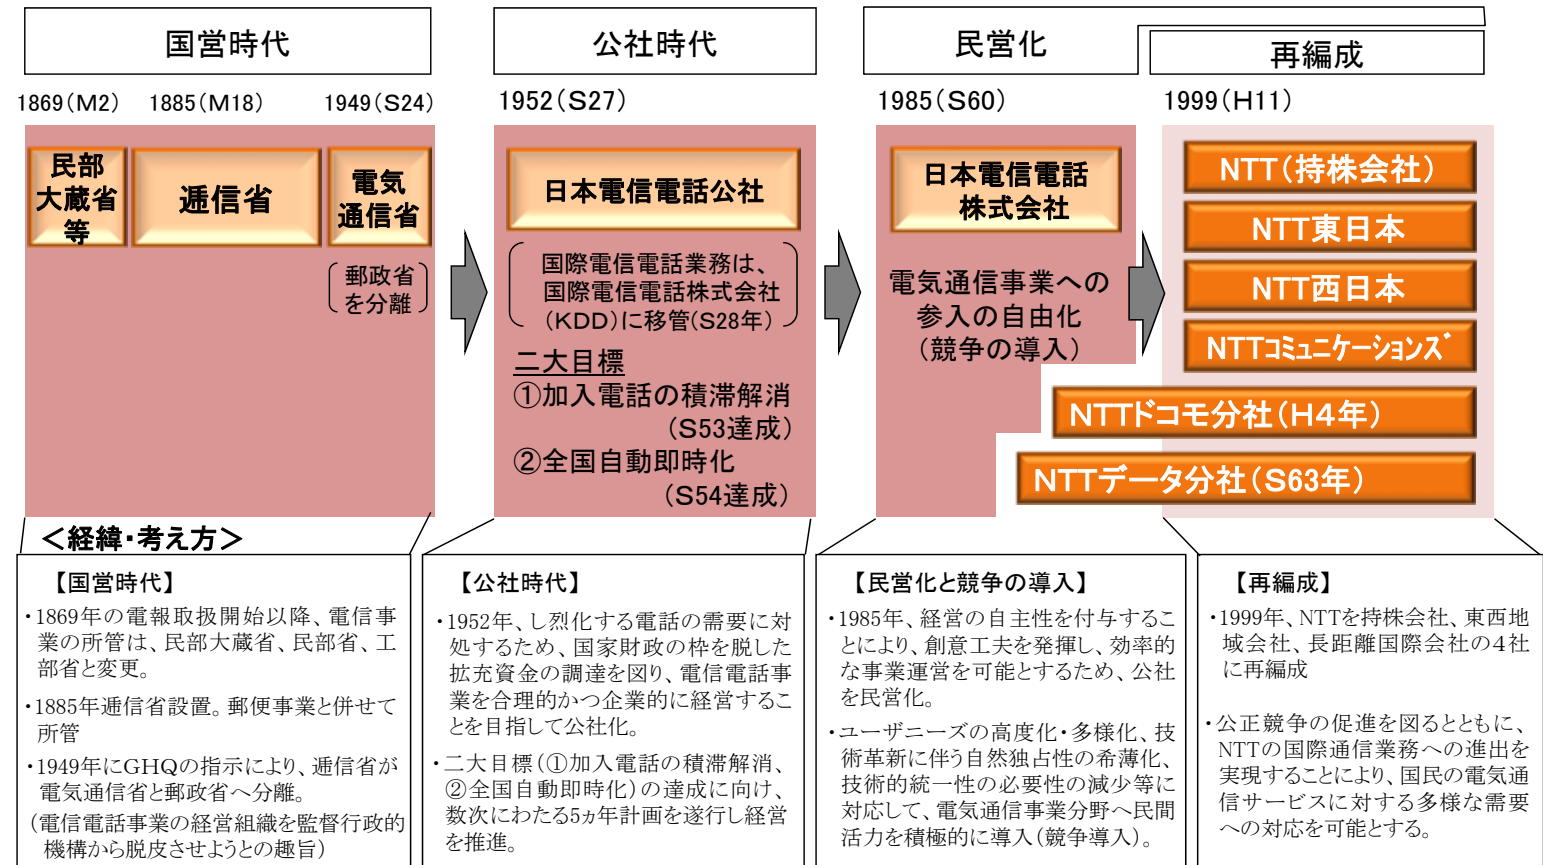 国営時代
公社時代
民営化
再編成
1869(M2)
1885(M18)
1949(S24)
1952(S27)
1985(S60)
1999(H11)
民部
大蔵省
等
逓信省
電気
通信省
郵政省
を分離
日本電信電話公社
国際電信電話業務は、
国際電信電話株式会社
(KDD)に移管(S28年)
二大目標
①加入電話の積滞解消
(S53達成)
②全国自動即時化
(S54達成)
日本電信電話
株式会社
電気通信事業への
参入の自由化
(競争の導入)
NTT(持株会社)
NTT東日本
NTT西日本
NTTコミュニケーションズ
NTTドコモ分社(H4年)
NTTデータ分社(S63年)
<経緯・考え方>
【国営時代】
・1869年の電報取扱開始以降、電信事
業の所管は、民部大蔵省、民部省、工
部省と変更。
・1885年逓信省設置。郵便事業と併せて
所管
・1949年にGHQの指示により、逓信省が
電気通信省と郵政省へ分離。
(電信電話事業の経営組織を監督行政的
機構から脱皮させようとの趣旨)
【公社時代】
・1952年、し烈化する電話の需要に対
処するため、国家財政の枠を脱した
拡充資金の調達を図り、電信電話事
業を合理的かつ企業的に経営するこ
とを目指して公社化。
・二大目標(①加入電話の積滞解消、
②全国自動即時化)の達成に向け、
数次にわたる5ヵ年計画を遂行し経営
を推進。
【民営化と競争の導入】
・1985年、経営の自主性を付与するこ
とにより、創意工夫を発揮し、効率的
な事業運営を可能とするため、公社
を民営化。
・ユーザニーズの高度化・多様化、技
術革新に伴う自然独占性の希薄化、
技術的統一性の必要性の減少等に
対応して、電気通信事業分野へ民間
活力を積極的に導入(競争導入)。
【再編成】
・1999年、NTTを持株会社、東西地
域会社、長距離国際会社の4社
に再編成
・公正競争の促進を図るとともに、
NTTの国際通信業務への進出を
実現することにより、国民の電気通
信サービスに対する多様な需要
への対応を可能とする。